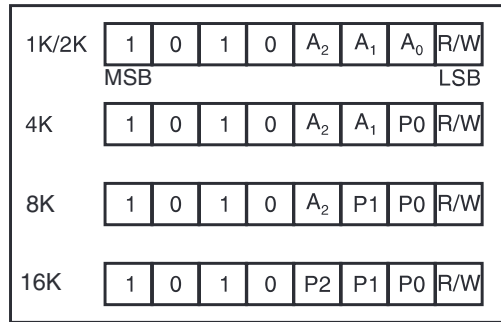 1K/2K 1 0 1 0 A₂ A₁ A₀ R/W
MSB LSB
4K 1 0 1 0 A₂ A₁ P0 R/W
8K 1 0 1 0 A₂ P1 P0 R/W
16K 1 0 1 0 P2 P1 P0 R/W